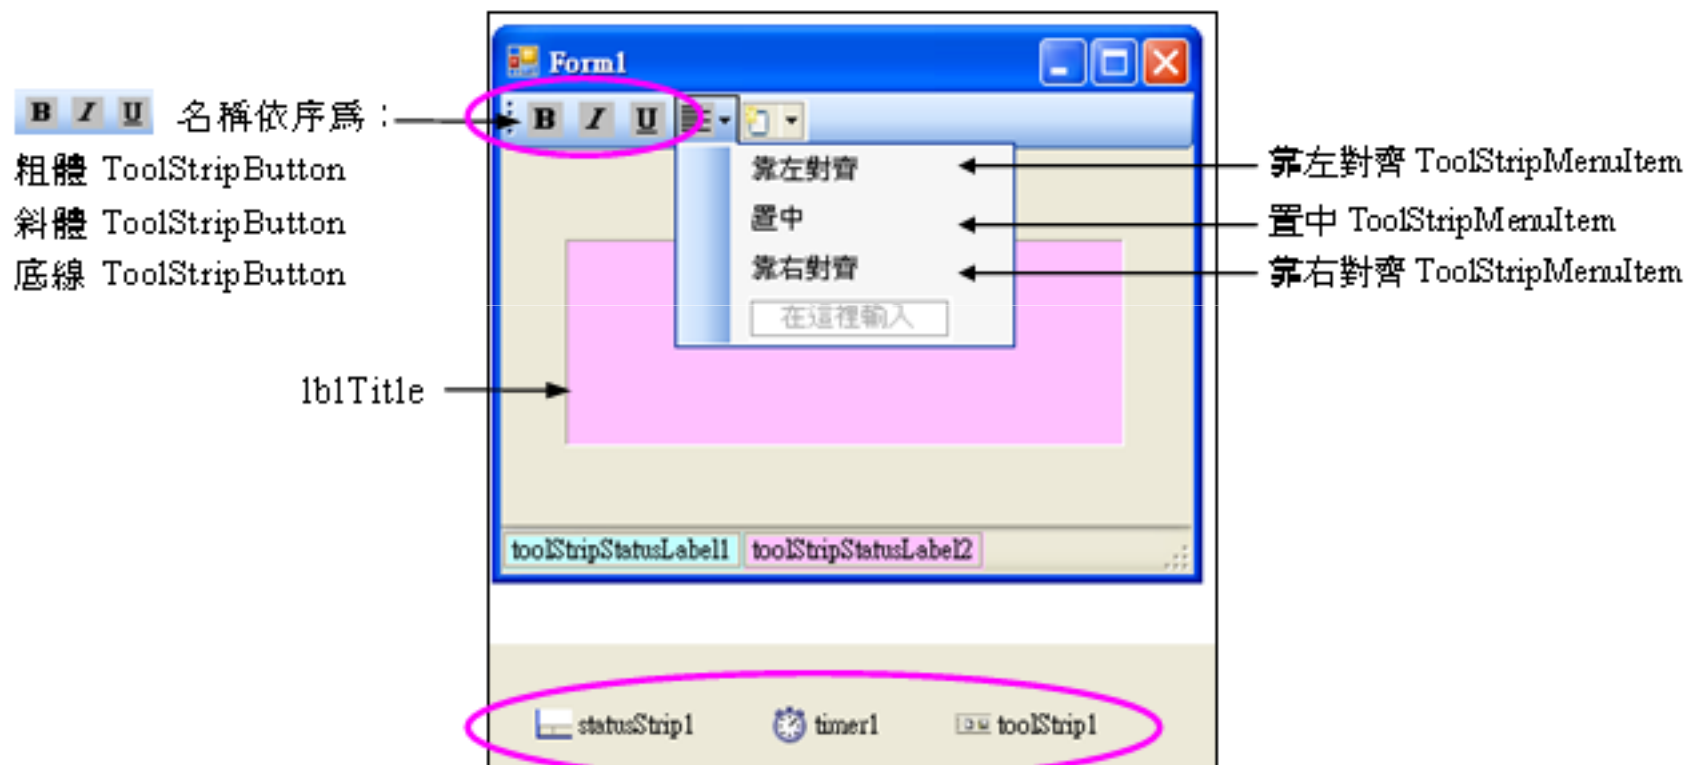 Form1
B I U 名稱依序為：
B I U
粗體 ToolStripButton
斜體 ToolStripButton
底線 ToolStripButton
靠左對齊
置中
靠右對齊
在這裡輸入
靠左對齊 ToolStripMenuItem
置中 ToolStripMenuItem
靠右對齊 ToolStripMenuItem
lblTitle
toolStripStatusLabel1 toolStripStatusLabel2
statusStrip1 timer1 toolStrip1